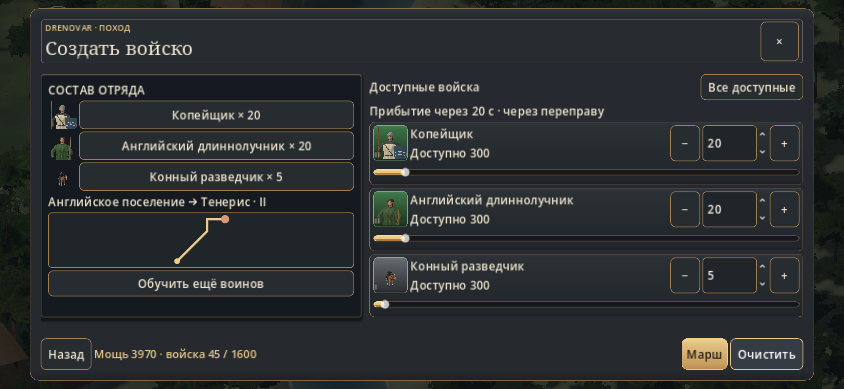 DRENOVAR · ПОХОД
Создать войско
×
СОСТАВ ОТРЯДА
Копейщик × 20
Английский длиннолучник × 20
Конный разведчик × 5
Английское поселение → Тенерис · II
Обучить ещё воинов
Доступные войска
Все доступные
Прибытие через 20 с · через переправу
Копейщик
Доступно 300
− 20 +
Английский длиннолучник
Доступно 300
− 20 +
Конный разведчик
Доступно 300
− 5 +
Назад
Мощь 3970 · войска 45 / 1600
Марш
Очистить